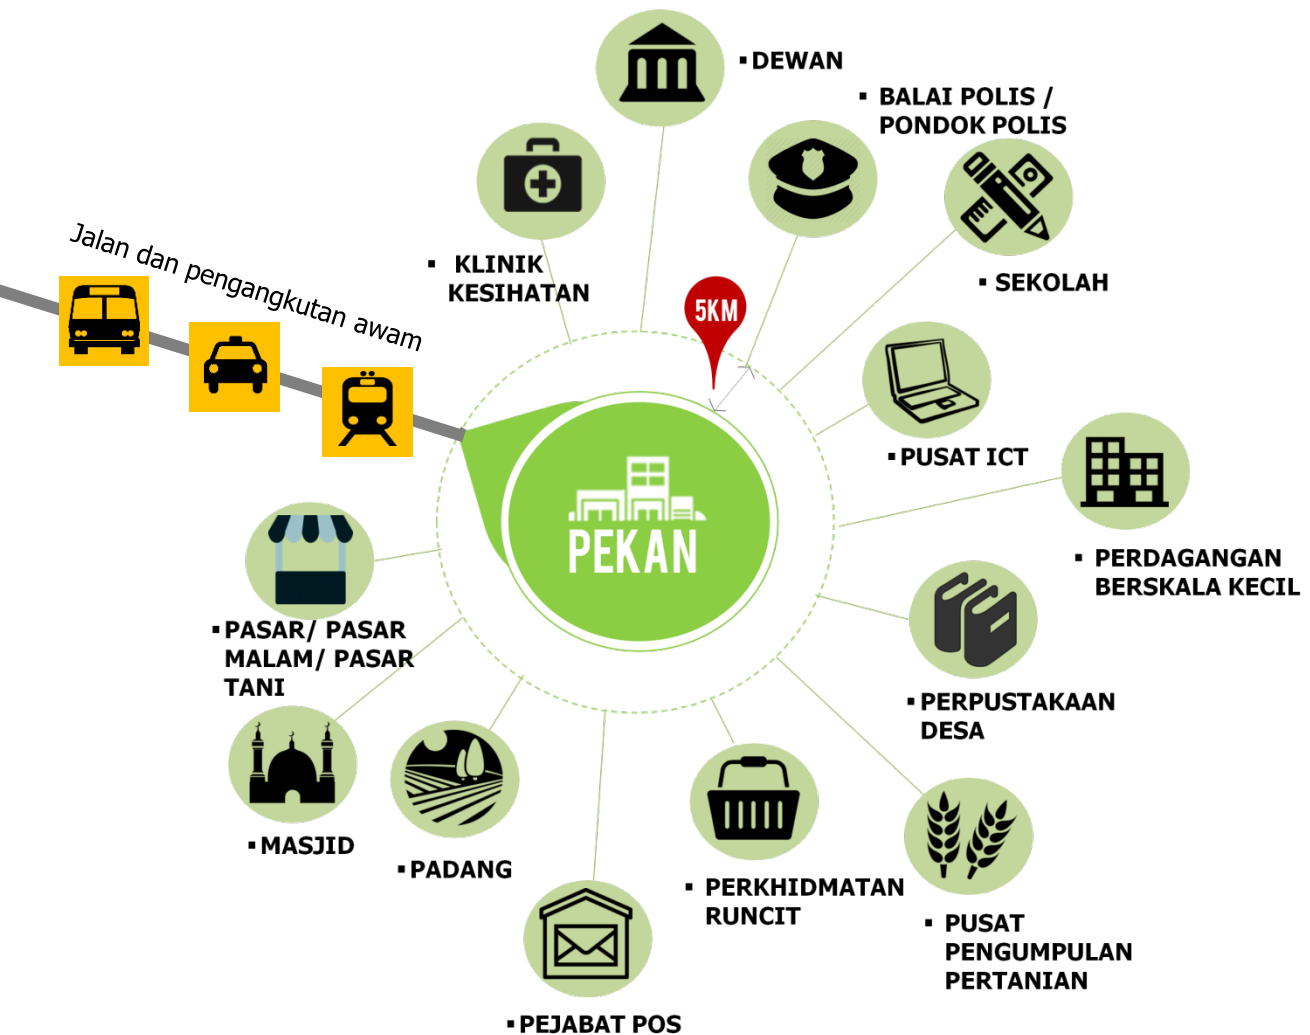 ▪ DEWAN
▪ BALAI POLIS /
PONDOK POLIS
▪ SEKOLAH
▪ KLINIK
KESIHATAN
Jalan dan pengangkutan awam
5KM
▪ PUSAT ICT
▪ PERDAGANGAN
BERSKALA KECIL
PEKAN
▪ PASAR/ PASAR
MALAM/ PASAR
TANI
▪ PERPUSTAKAAN
DESA
▪ MASJID
▪ PADANG
▪ PERKHIDMATAN
RUNCIT
▪ PUSAT
PENGUMPULAN
PERTANIAN
▪ PEJABAT POS